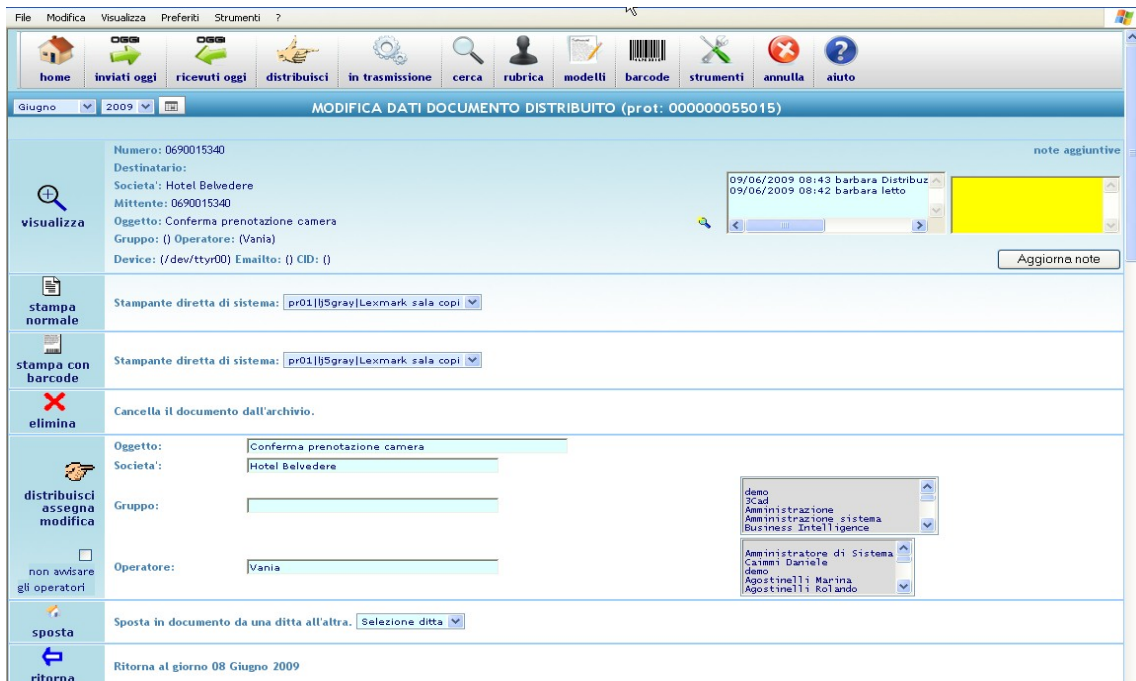 File Modifica Visualizza Preferiti Strumenti ?
OGGI OGGI
home inviati oggi ricevuti oggi distribuisci in trasmissione cerca rubrica modelli barcode strumenti annulla aiuto
Giugno 2009 MODIFICA DATI DOCUMENTO DISTRIBUITO (prot: 000000055015)
Numero: 0690015340
note aggiuntive
Destinatario:
Societa': Hotel Belvedere
Mittente: 0690015340
Oggetto: Conferma prenotazione camera
Gruppo: () Operatore: (Vania)
Device: (/dev/ttyr00) Emailto: () CID: ()
visualizza
09/06/2009 08:43 barbara Distribuz
09/06/2009 08:42 barbara letto
Aggiorna note
stampa
normale
Stampante diretta di sistema: pr01|lj5gray|Lexmark sala copi
stampa con
barcode
Stampante diretta di sistema: pr01|lj5gray|Lexmark sala copi
elimina
Cancella il documento dall'archivio.
distribuisci
assegna
modifica
non avvisare
gli operatori
Oggetto: Conferma prenotazione camera
Societa': Hotel Belvedere
Gruppo:
demo
3Cad
Amministrazione
Amministrazione sistema
Business Intelligence
Operatore: Vania
Amministratore di Sistema
Caimmi Daniele
demo
Agostinelli Marina
Agostinelli Rolando
sposta
Sposta in documento da una ditta all'altra. Selezione ditta
ritorna
Ritorna al giorno 08 Giugno 2009